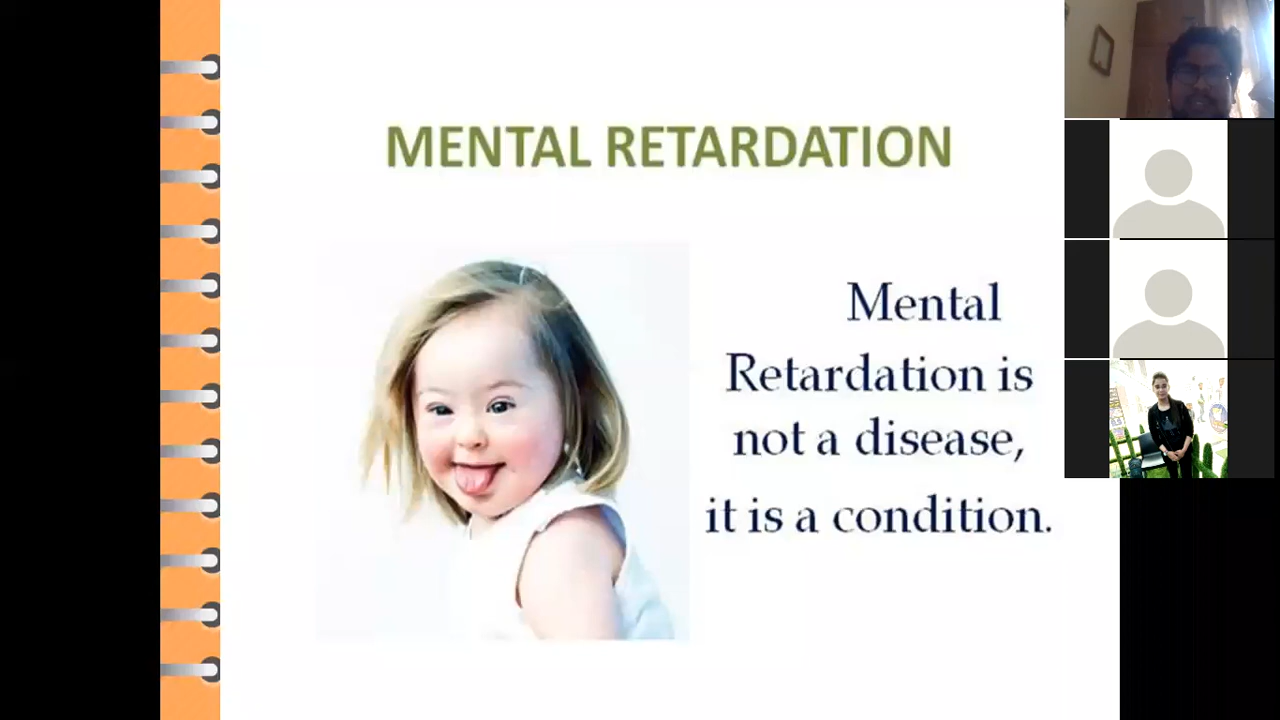 MENTAL RETARDATION
Mental
Retardation is
not a disease,
it is a condition.